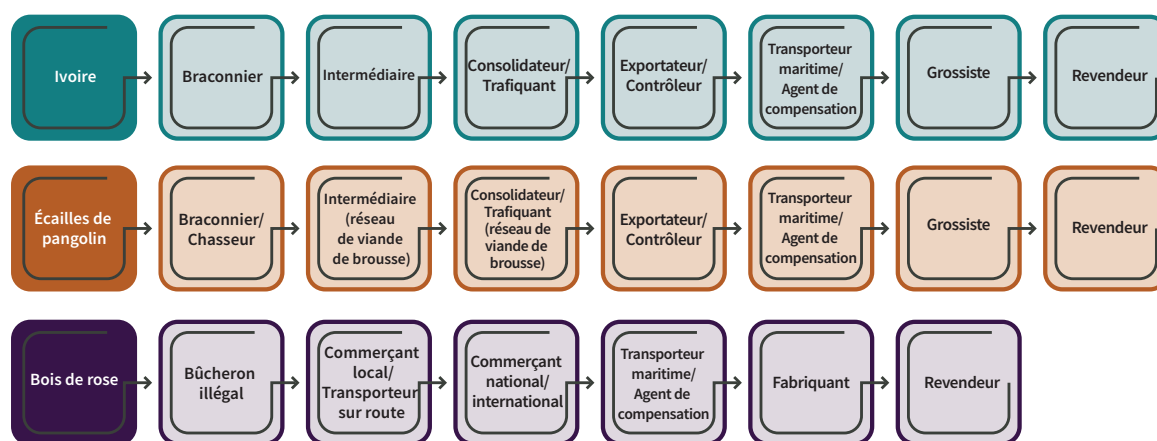 Ivoire
Braconnier
Intermédiaire
Consolidateur/
Trafiquant
Exportateur/
Contrôleur
Transporteur
maritime/
Agent de
compensation
Grossiste
Revendeur
Écailles de
pangolin
Braconnier/
Chasseur
Intermédiaire
(réseau
de viande
de brousse)
Consolidateur/
Trafiquant
(réseau de
viande de
brousse)
Exportateur/
Contrôleur
Transporteur
maritime/
Agent de
compensation
Grossiste
Revendeur
Bois de rose
Bûcheron
illégal
Commerçant
local/
Transporteur
sur route
Commerçant
national/
international
Transporteur
maritime/
Agent de
compensation
Fabriquant
Revendeur